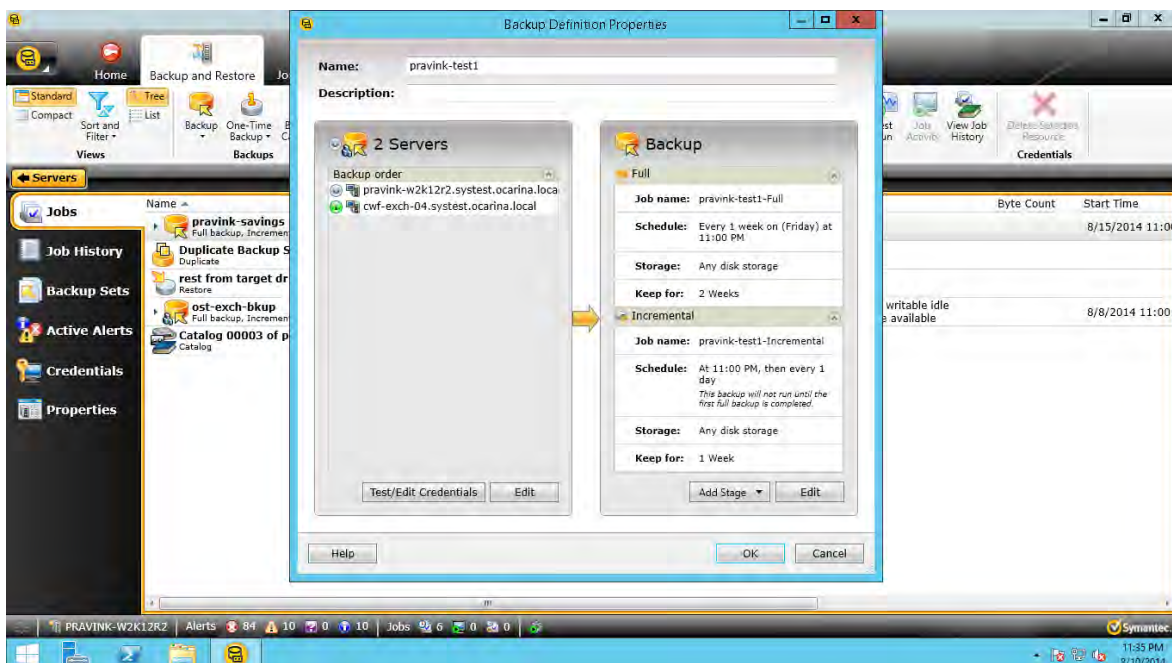 Backup Definition Properties
Home
Backup and Restore
Jo
Standard
Compact
Sort and
Filter
Tree
List
Views
Backup
One-Time
Backup
Backups
Job
Activity
View Job
History
Credentials
Servers
Jobs
Job History
Backup Sets
Active Alerts
Credentials
Properties
Name
pravink-savings
Full backup, Incremen
Duplicate Backup S
Duplicate
rest from target dr
Restore
ost-exch-bkup
Full backup, Incremen
Catalog 00003 of p
Catalog
Name: pravink-test1
Description:
2 Servers
Backup order
pravink-w2k12r2.systest.ocarina.loca
cwf-exch-04.systest.ocarina.local
Test/Edit Credentials
Edit
Backup
Full
Job name: pravink-test1-Full
Schedule: Every 1 week on (Friday) at
11:00 PM
Storage: Any disk storage
Keep for: 2 Weeks
Incremental
Job name: pravink-test1-Incremental
Schedule: At 11:00 PM, then every 1
day
This backup will not run until the
first full backup is completed.
Storage: Any disk storage
Keep for: 1 Week
Add Stage
Edit
Help
OK
Cancel
Byte Count
Start Time
8/15/2014 11:0
writable idle
e available
8/8/2014 11:00
PRAVINK-W2K12R2
Alerts 84 10 0 10
Jobs 6 0 0
Symantec
11:35 PM
8/10/2014